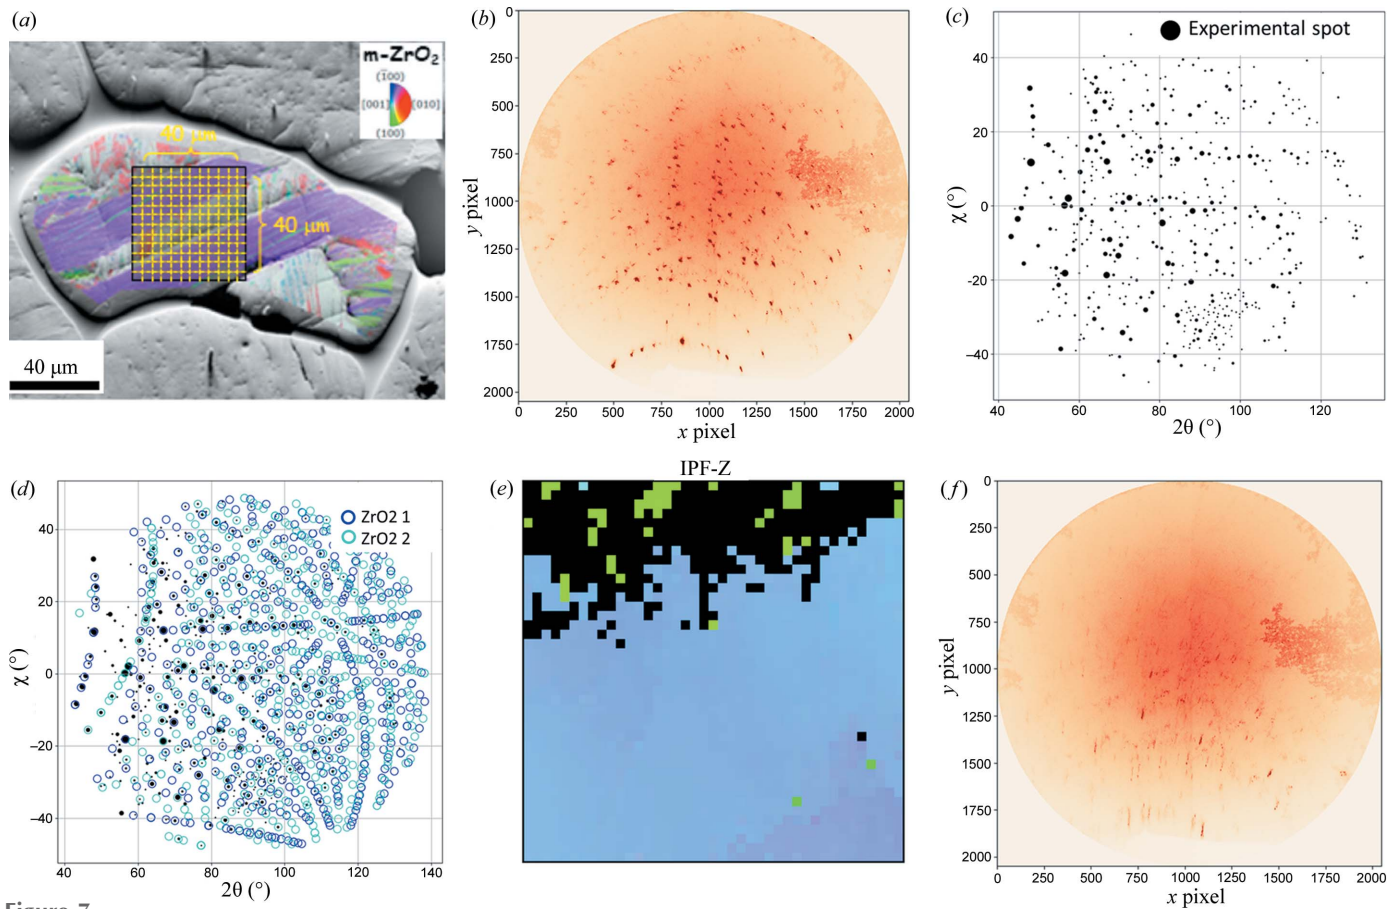 (a)
m-ZrO2
(1̄00)
[001]
[010]
(100)
40 μm
40 μm
40 μm
(b)
0
250
500
750
1000
1250
1500
1750
2000
y pixel
0 250 500 750 1000 1250 1500 1750 2000
x pixel
(c)
Experimental spot
40
20
0
−20
−40
χ (°)
40 60 80 100 120
2θ (°)
(d)
ZrO2 1
ZrO2 2
40
20
0
−20
−40
χ (°)
40 60 80 100 120 140
2θ (°)
(e)
IPF-Z
(f)
0
250
500
750
1000
1250
1500
1750
2000
y pixel
0 250 500 750 1000 1250 1500 1750 2000
x pixel
Figure 7